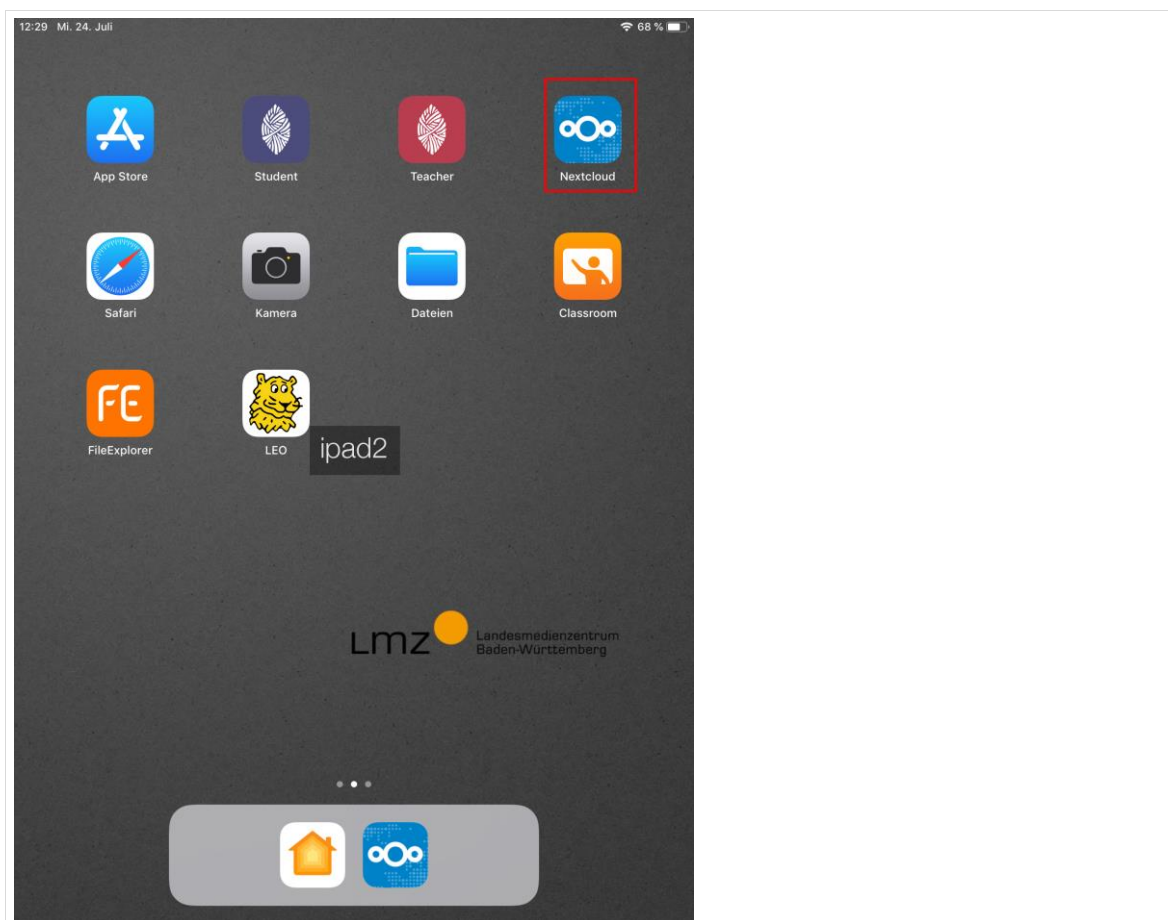 12:29 Mi. 24. Juli 68 %
App Store Student Teacher Nextcloud
Safari Kamera Dateien Classroom
FE
FileExplorer LEO
ipad2
Lmz Landesmedienzentrum
Baden-Württemberg